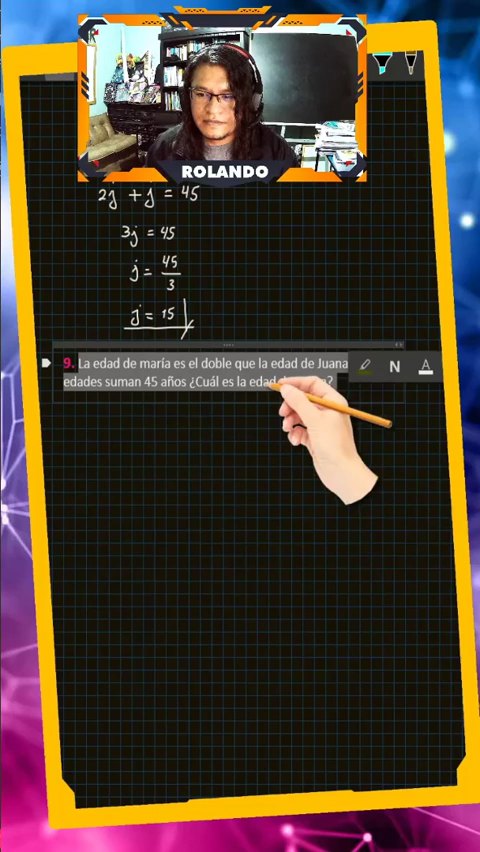 ROLANDO
2j + j = 45
3j = 45
j = 45/3
j = 15
9. La edad de maría es el doble que la edad de Juana
N A
edades suman 45 años ¿Cuál es la edad